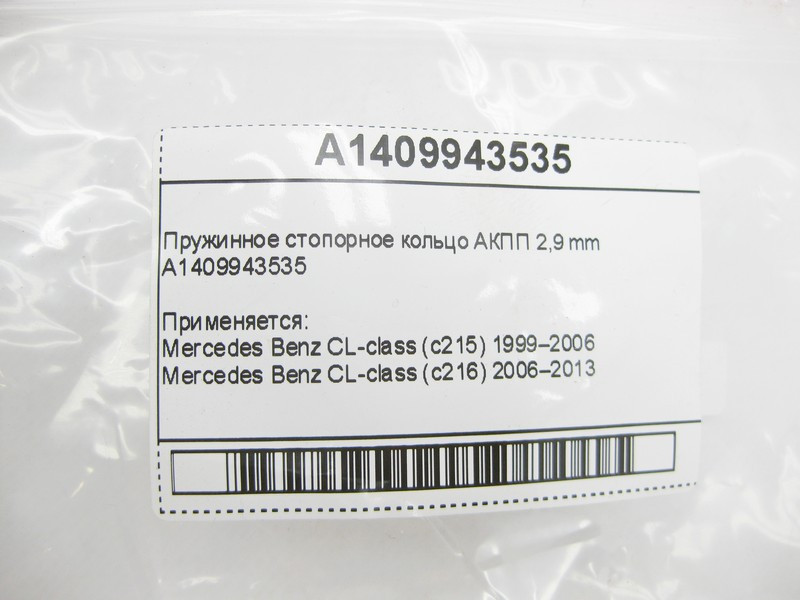 A1409943535
Пружинное стопорное кольцо АКПП 2,9 mm
A1409943535
Применяется:
Mercedes Benz CL-class (c215) 1999–2006
Mercedes Benz CL-class (c216) 2006–2013